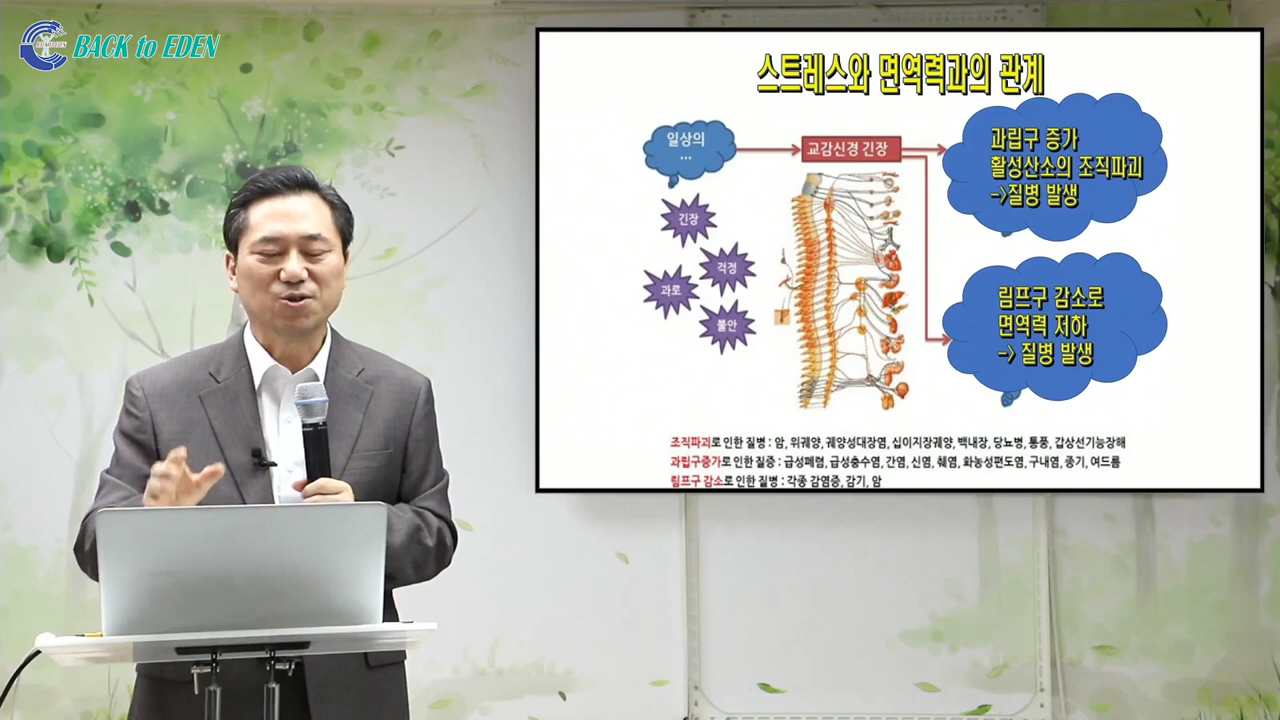 BACK to EDEN
스트레스와 면역력과의 관계
일상의
...
교감신경 긴장
과립구 증가
활성산소의 조직파괴
->질병 발생
긴장
걱정
과로
불안
림프구 감소로
면역력 저하
-> 질병 발생
조직파괴로 인한 질병 : 암, 위궤양, 궤양성대장염, 십이지장궤양, 백내장, 당뇨병, 통풍, 갑상선기능장해
과립구증가로 인한 질증 : 급성폐렴, 급성충수염, 간염, 신염, 췌염, 화농성편도염, 구내염, 종기, 여드름
림프구 감소로 인한 질병 : 각종 감염증, 감기, 암